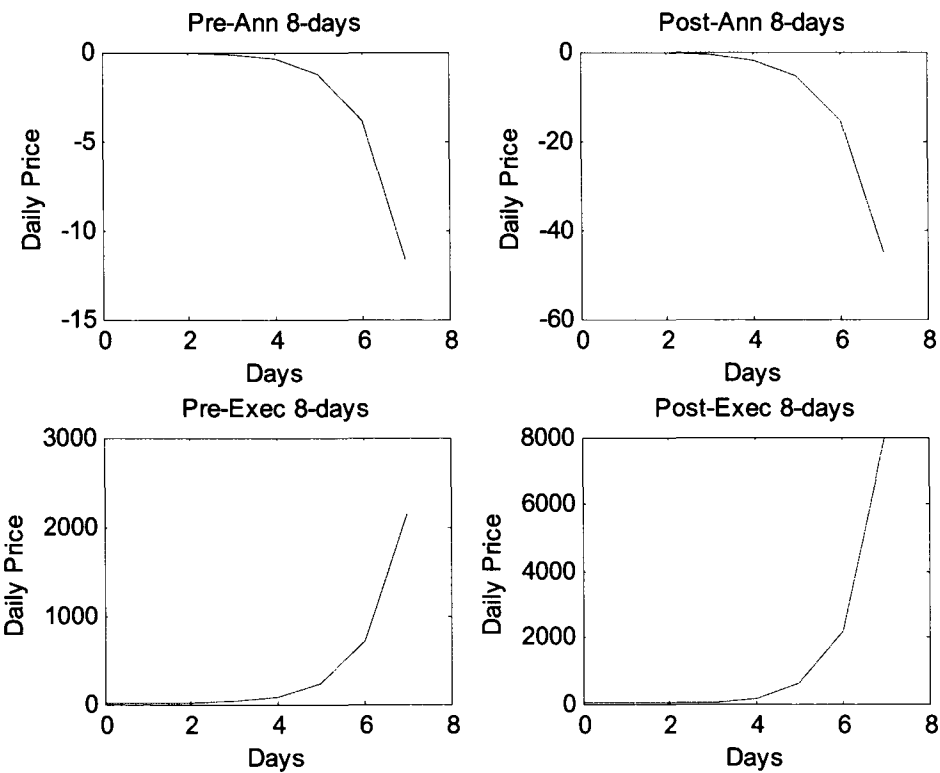 Pre-Ann 8-days
0
-5
-10
-15
Daily Price
0 2 4 6 8
Days
Post-Ann 8-days
0
-20
-40
-60
Daily Price
0 2 4 6 8
Days
Pre-Exec 8-days
3000
2000
1000
0
Daily Price
0 2 4 6 8
Days
Post-Exec 8-days
8000
6000
4000
2000
0
Daily Price
0 2 4 6 8
Days